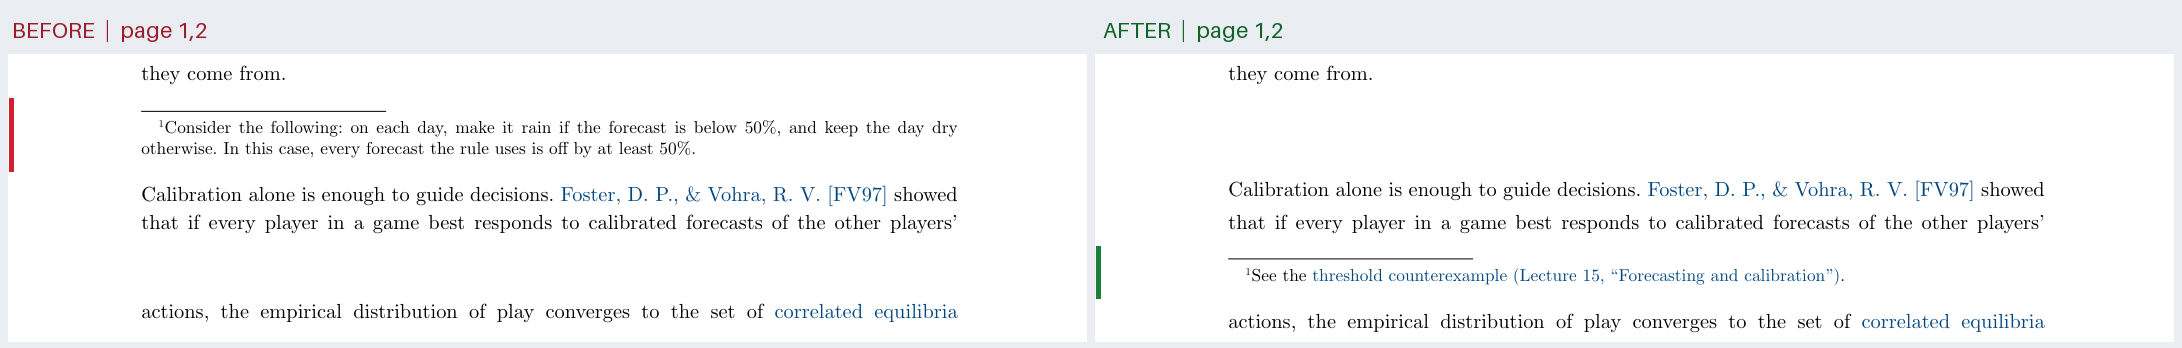 BEFORE | page 1,2
they come from.
¹Consider the following: on each day, make it rain if the forecast is below 50%, and keep the day dry
otherwise. In this case, every forecast the rule uses is off by at least 50%.
Calibration alone is enough to guide decisions. Foster, D. P., & Vohra, R. V. [FV97] showed
that if every player in a game best responds to calibrated forecasts of the other players’
actions, the empirical distribution of play converges to the set of correlated equilibria
AFTER | page 1,2
they come from.
Calibration alone is enough to guide decisions. Foster, D. P., & Vohra, R. V. [FV97] showed
that if every player in a game best responds to calibrated forecasts of the other players’
¹See the threshold counterexample (Lecture 15, “Forecasting and calibration”).
actions, the empirical distribution of play converges to the set of correlated equilibria